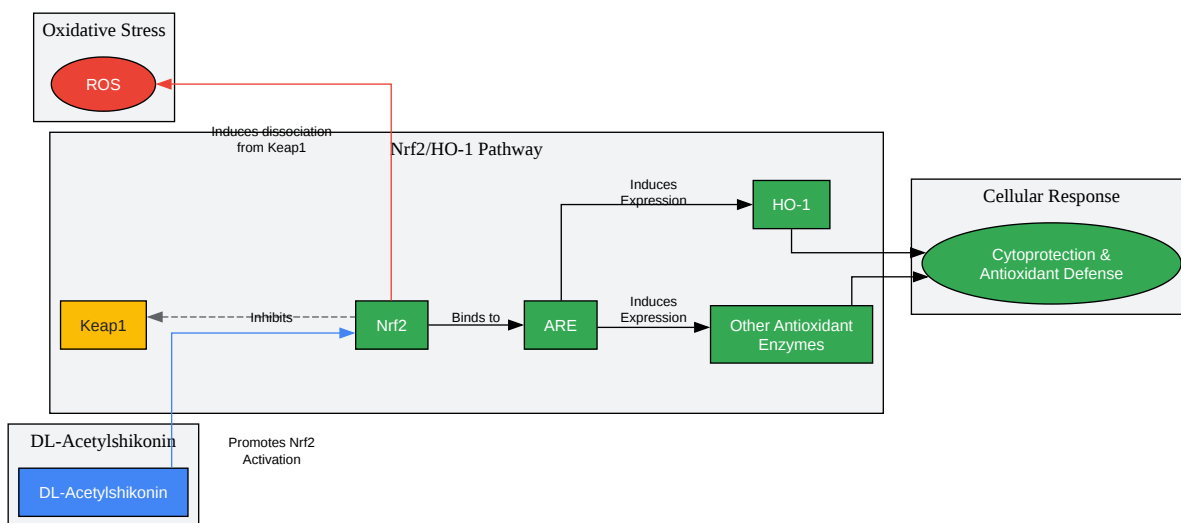 Oxidative Stress
ROS
Induces dissociation
from Keap1
Nrf2/HO-1 Pathway
Induces
Expression
HO-1
Cellular Response
Cytoprotection &
Antioxidant Defense
Keap1
Inhibits
Nrf2
Binds to
ARE
Induces
Expression
Other Antioxidant
Enzymes
DL-Acetylshikonin
Promotes Nrf2
Activation
DL-Acetylshikonin